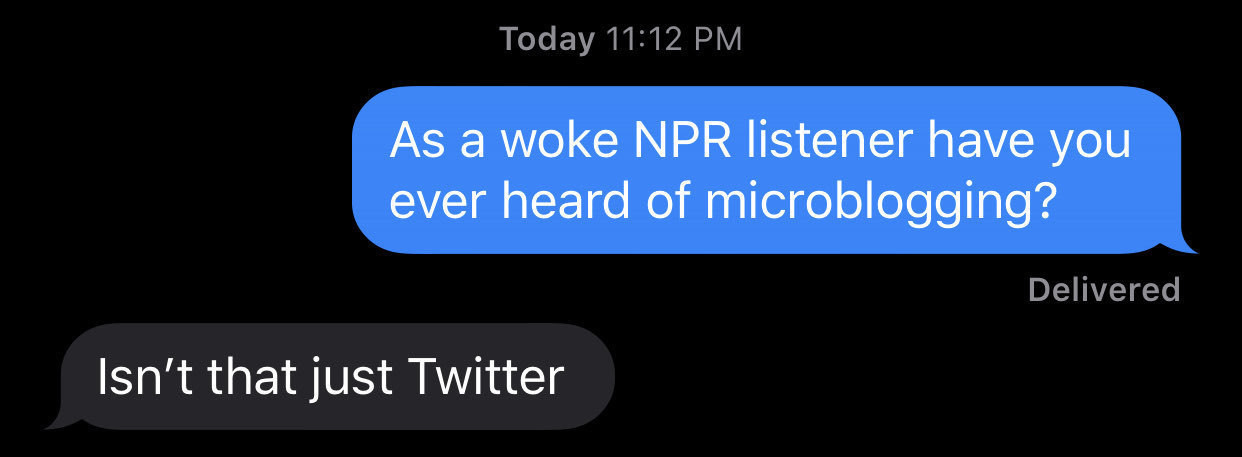 Today 11:12 PM
As a woke NPR listener have you
ever heard of microblogging?
Delivered
Isn’t that just Twitter